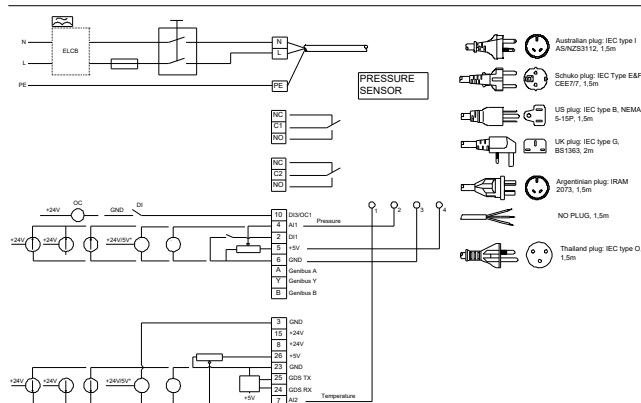 N
ELCB
L
PE
N
L
PE
PRESSURE
SENSOR
NC
C1
NO
NC
C2
NO
1
2
3
4
+24V
OC
GND
DI
10 DI3/OC1
4 AI1
Pressure
2 DI1
5 +5V
6 GND
A Genibus A
Y Genibus Y
B Genibus B
+24V +24V +24V +24V/5V*
3 GND
15 +24V
8 +24V
26 +5V
23 GND
25 GDS TX
24 GDS RX
7 AI2
Temperature
+5V
+24V +24V +24V +24V/5V*
Australian plug: IEC type I
AS/NZS3112, 1,5m
Schuko plug: IEC Type E&F
CEE7/7, 1,5m
US plug: IEC type B, NEMA
5-15P, 1,5m
UK plug: IEC type G,
BS1363, 2m
Argentinian plug: IRAM
2073, 1,5m
NO PLUG, 1,5m
Thailand plug: IEC type O,
1,5m